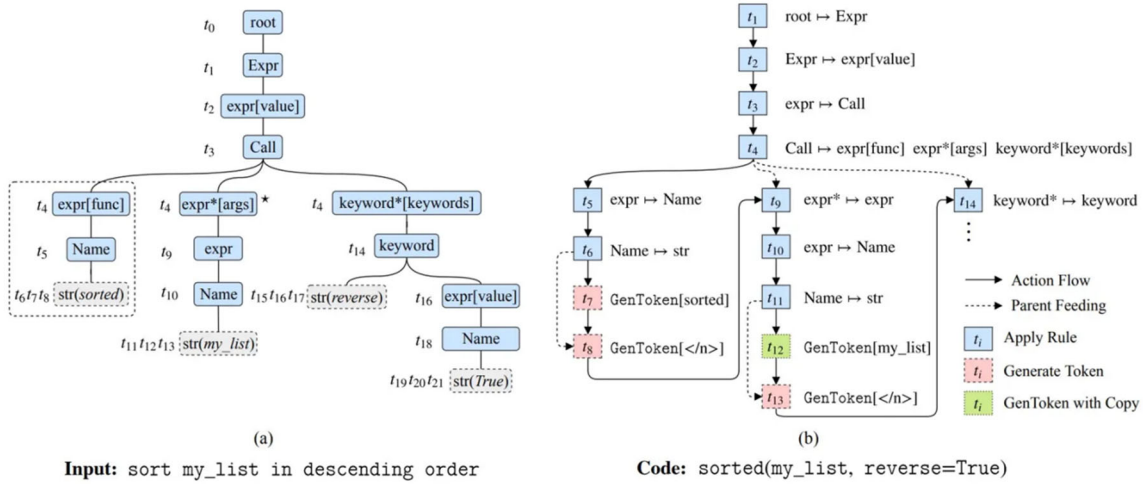 t0 root
t1 Expr
t2 expr[value]
t3 Call
t4 expr[func]
t4 expr*[args] ★
t4 keyword*[keywords]
t5 Name
t9 expr
t14 keyword
t6t7t8 str(sorted)
t10 Name
t15t16t17 str(reverse)
t16 expr[value]
t11t12t13 str(my_list)
t18 Name
t19t20t21 str(True)
(a)
Input: sort my_list in descending order
t1 root ↦ Expr
t2 Expr ↦ expr[value]
t3 expr ↦ Call
t4 Call ↦ expr[func] expr*[args] keyword*[keywords]
t5 expr ↦ Name
t9 expr* ↦ expr
t14 keyword* ↦ keyword
t6 Name ↦ str
t10 expr ↦ Name
t7 GenToken[sorted]
t11 Name ↦ str
t8 GenToken[</n>]
t12 GenToken[my_list]
t13 GenToken[</n>]
Action Flow
Parent Feeding
ti Apply Rule
ti Generate Token
ti GenToken with Copy
(b)
Code: sorted(my_list, reverse=True)